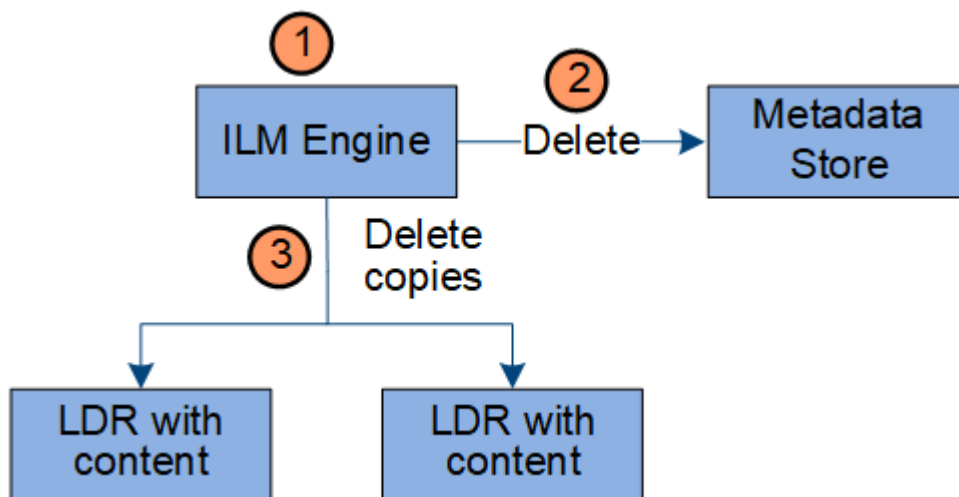 1
2
ILM Engine
Delete
Metadata
Store
3
Delete
copies
LDR with
content
LDR with
content